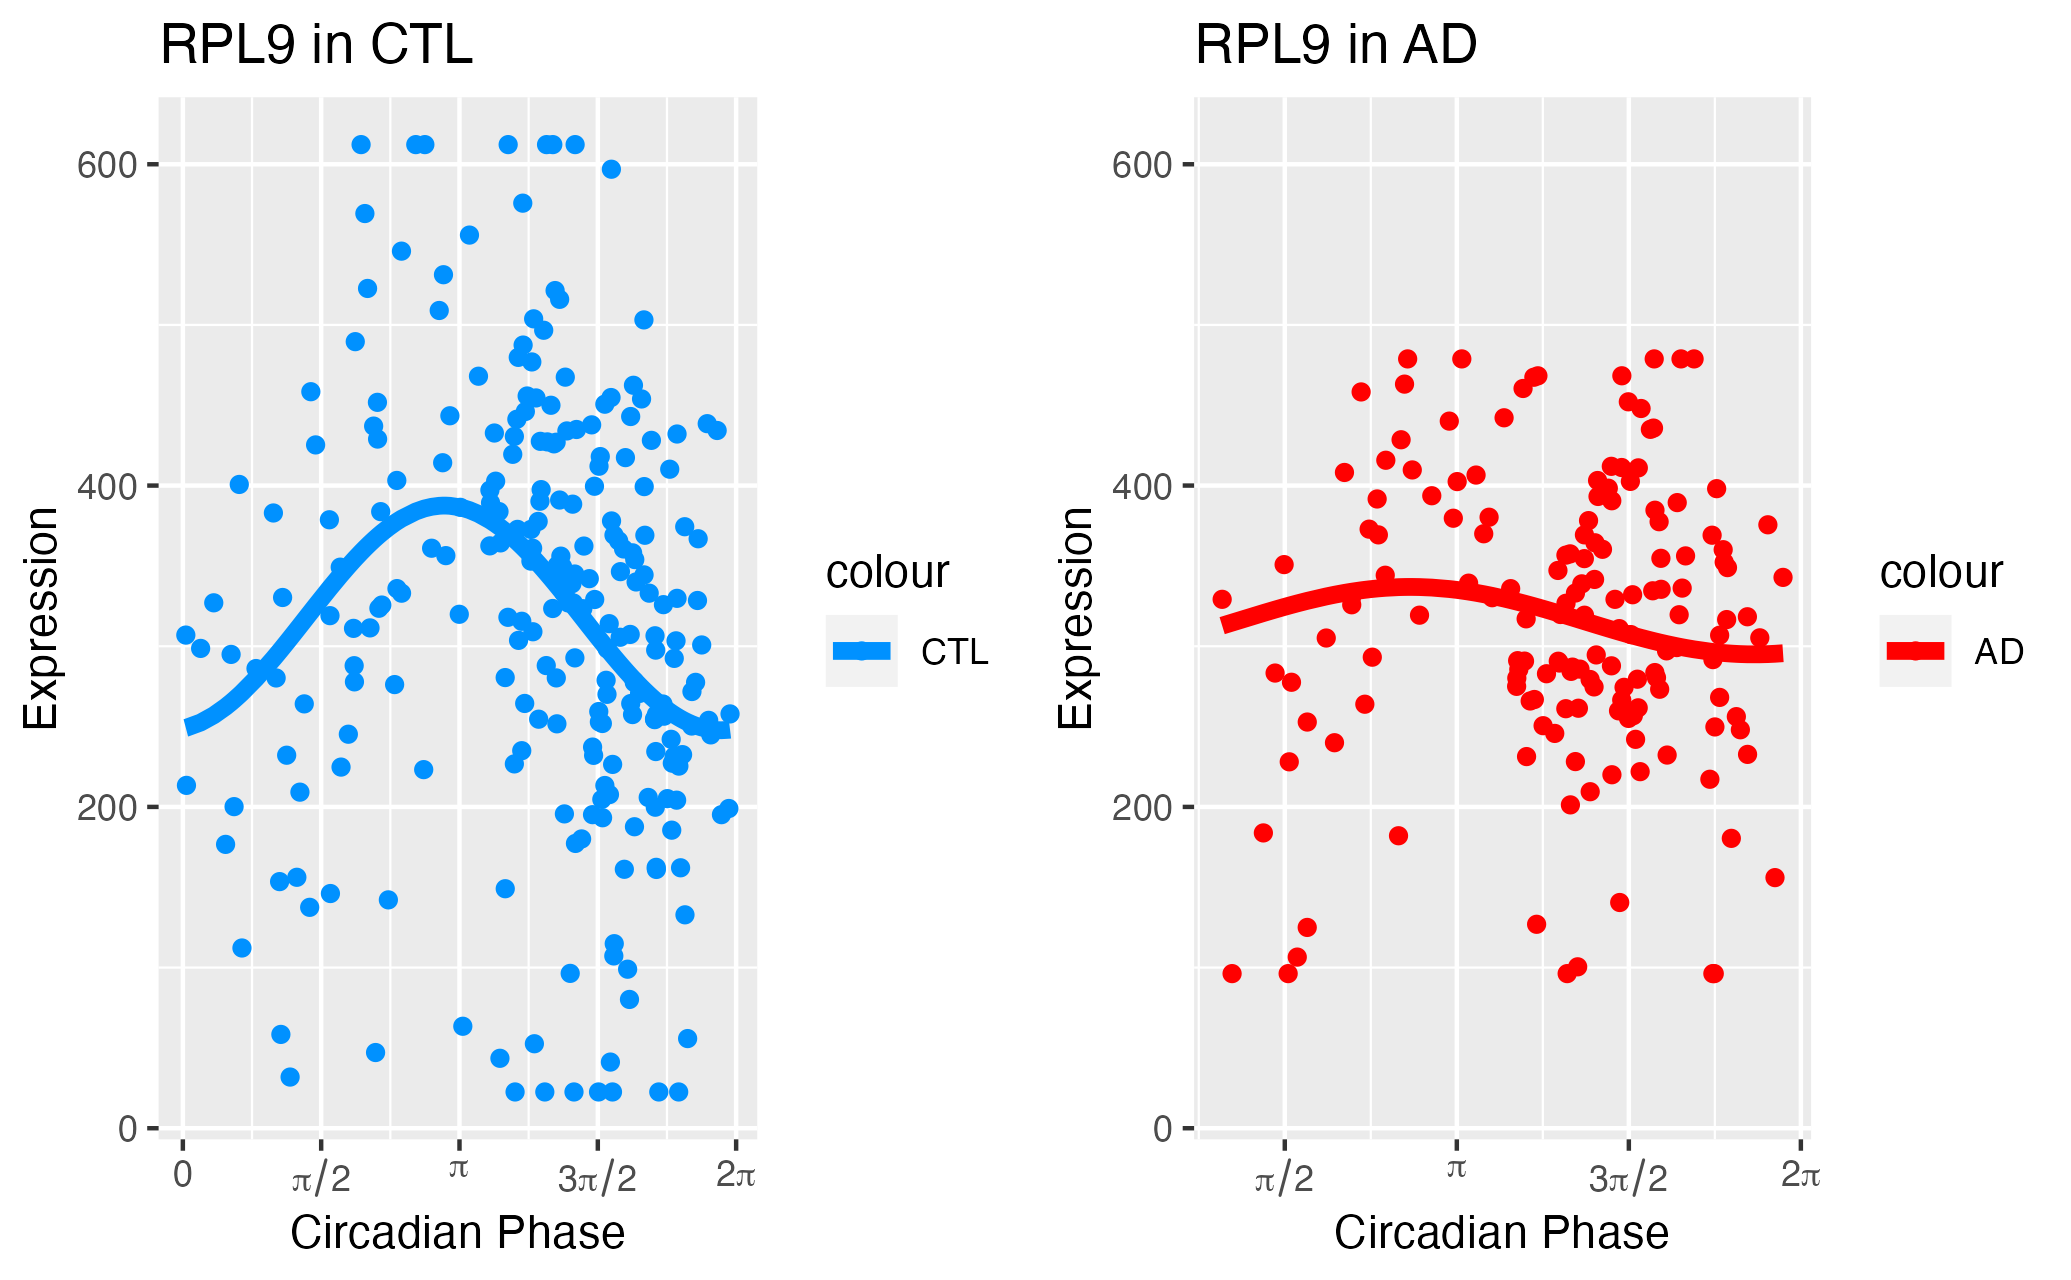 RPL9 in CTL
600
400
200
0
Expression
0 π/2 π 3π/2 2π
Circadian Phase
colour
CTL
RPL9 in AD
600
400
200
0
Expression
π/2 π 3π/2 2π
Circadian Phase
colour
AD